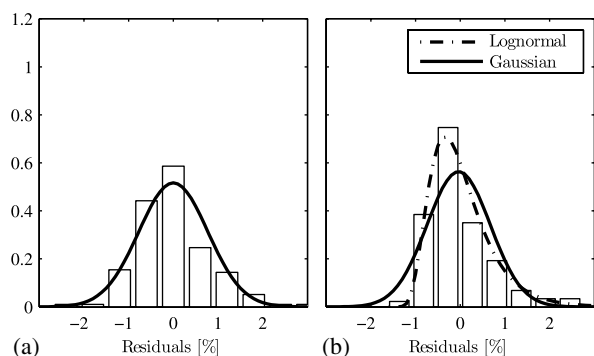 1.2
1
0.8
0.6
0.4
0.2
0
−2 −1 0 1 2
Residuals [%]
(a)
Lognormal
Gaussian
−2 −1 0 1 2
Residuals [%]
(b)